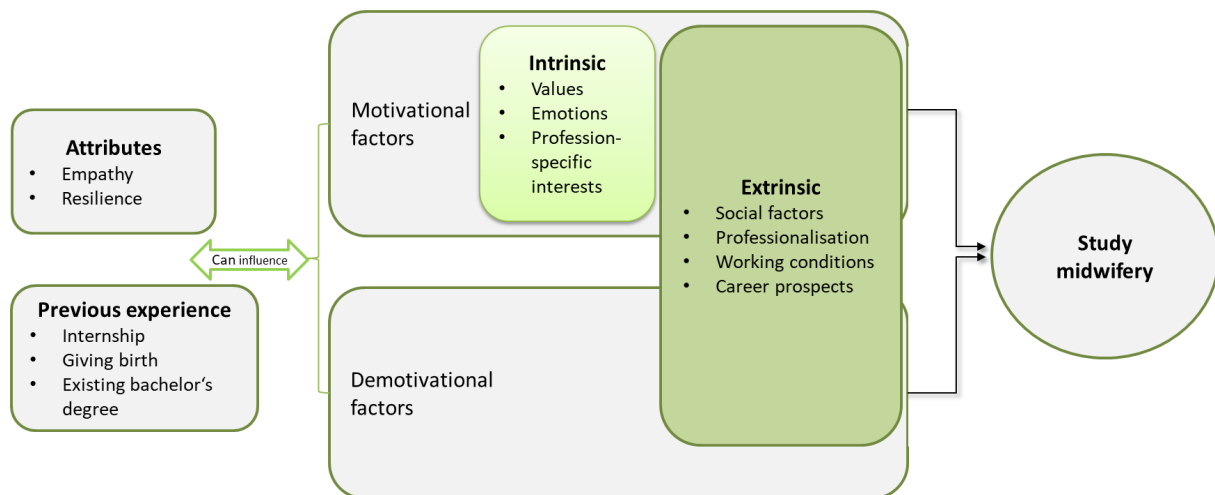 Attributes
• Empathy
• Resilience
Previous experience
• Internship
• Giving birth
• Existing bachelor‘s
degree
Can influence
Motivational
factors
Intrinsic
• Values
• Emotions
• Profession-
specific
interests
Extrinsic
• Social factors
• Professionalisation
• Working conditions
• Career prospects
Demotivational
factors
Study
midwifery